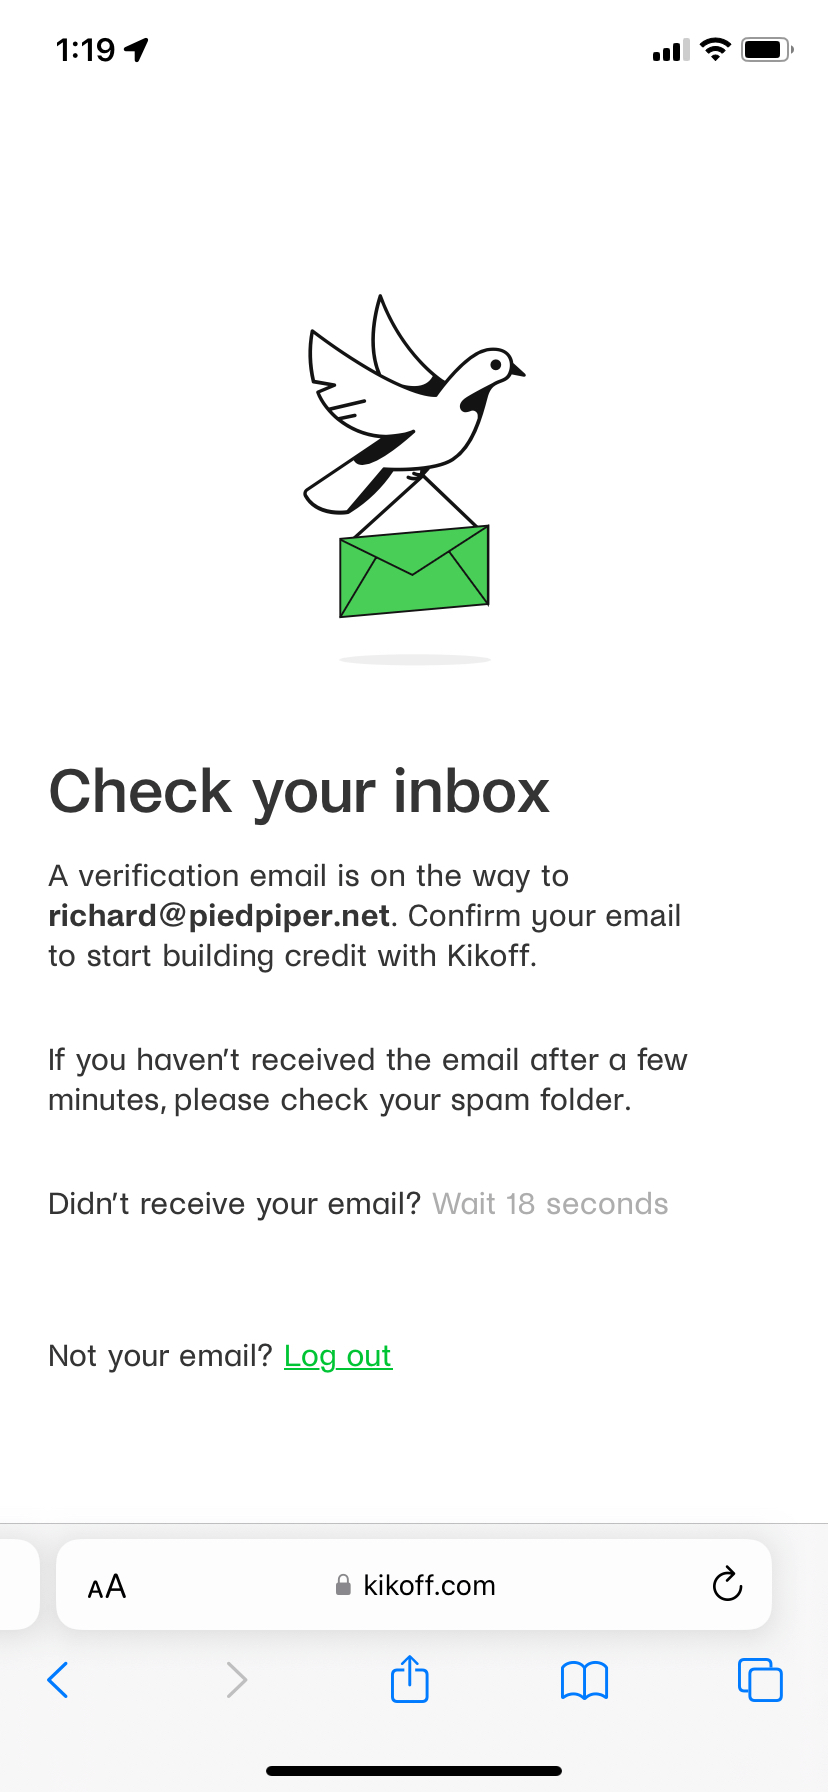 1:19
Check your inbox
A verification email is on the way to
richard@piedpiper.net. Confirm your email
to start building credit with Kikoff.
If you haven't received the email after a few
minutes, please check your spam folder.
Didn't receive your email? Wait 18 seconds
Not your email? Log out
AA kikoff.com